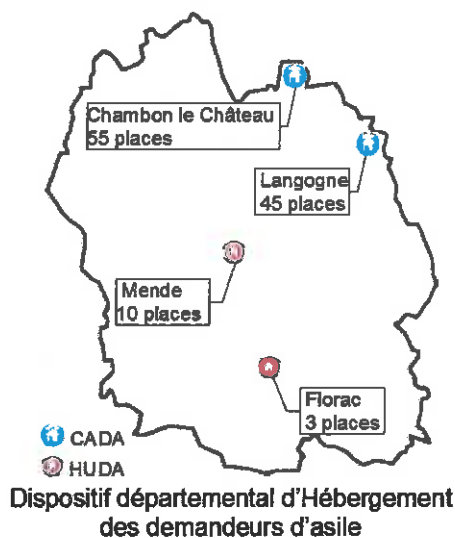 Chambon le Château
55 places
Langogne
45 places
Mende
10 places
Florac
3 places
CADA
HUDA
Dispositif départemental d'Hébergement
des demandeurs d'asile